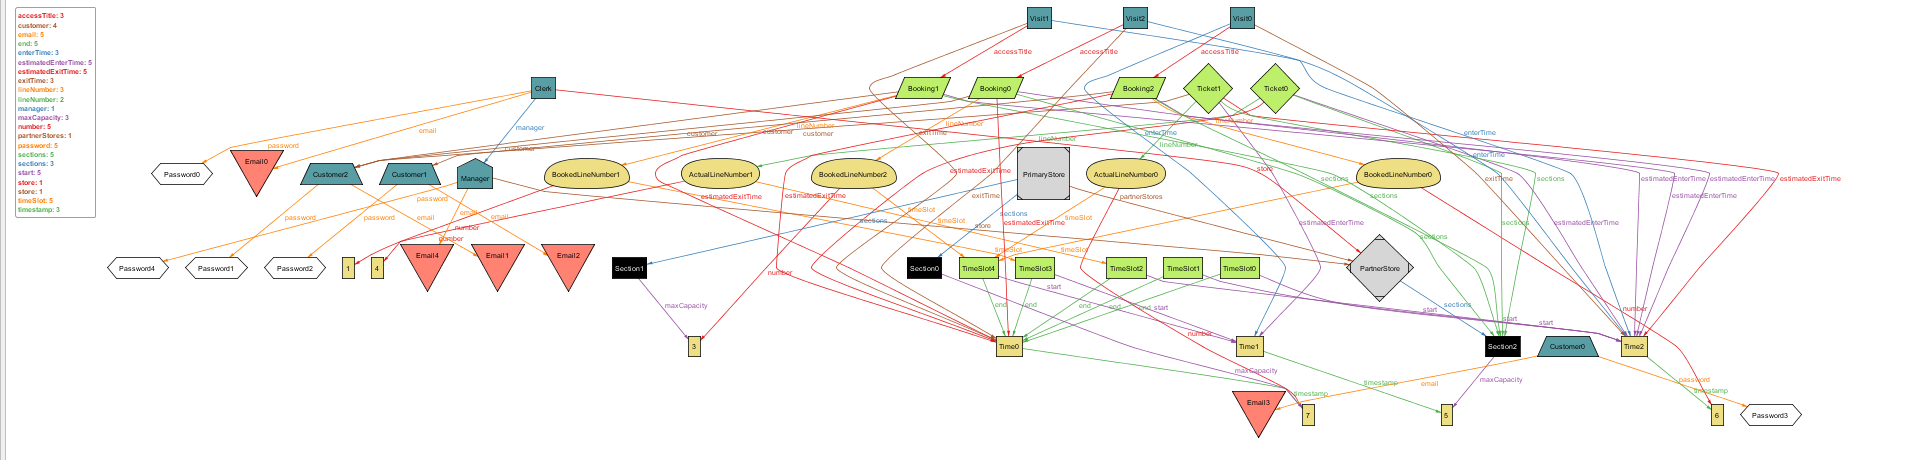 accessTitle: 3
customer: 4
email: 5
end: 5
enterTime: 3
estimatedEnterTime: 5
estimatedExitTime: 5
exitTime: 3
lineNumber: 3
lineNumber: 2
manager: 1
maxCapacity: 3
number: 5
partnerStores: 1
password: 5
sections: 5
sections: 3
start: 5
store: 1
store: 1
timeSlot: 5
timestamp: 3
Visit1
Visit2
Visit0
accessTitle
accessTitle
accessTitle
Clerk
Booking1
Booking0
Booking2
Ticket1
Ticket0
email
manager
customer
customer
lineNumber
customer
exitTime
lineNumber
lineNumber
enterTime
lineNumber
enterTime
password
customer
lineNumber
enterTime
Password0
Email0
Customer2
Customer1
Manager
BookedLineNumber1
ActualLineNumber1
BookedLineNumber2
estimatedExitTime
PrimaryStore
ActualLineNumber0
store
BookedLineNumber0
exitTime
sections
sections
estimatedEnterTime
estimatedEnterTime
estimatedExitTime
password
estimatedExitTime
estimatedExitTime
exitTime
partnerStores
sections
estimatedEnterTime
password
password
email
email
email
number
number
sections
timeSlot
timeSlot
store
sections
estimatedExitTime
timeSlot
estimatedEnterTime
sections
sections
timeSlot
timeSlot
Password4
Password1
Password2
1
4
Email4
Email1
Email2
Section1
number
Section0
TimeSlot4
TimeSlot3
TimeSlot2
TimeSlot1
TimeSlot0
PartnerStore
maxCapacity
start
end
end
end
end
end
start
sections
start
start
start
number
number
3
Time0
Time1
Section2
Customer0
Time2
maxCapacity
timestamp
email
maxCapacity
password
timestamp
timestamp
Email3
7
5
6
Password3